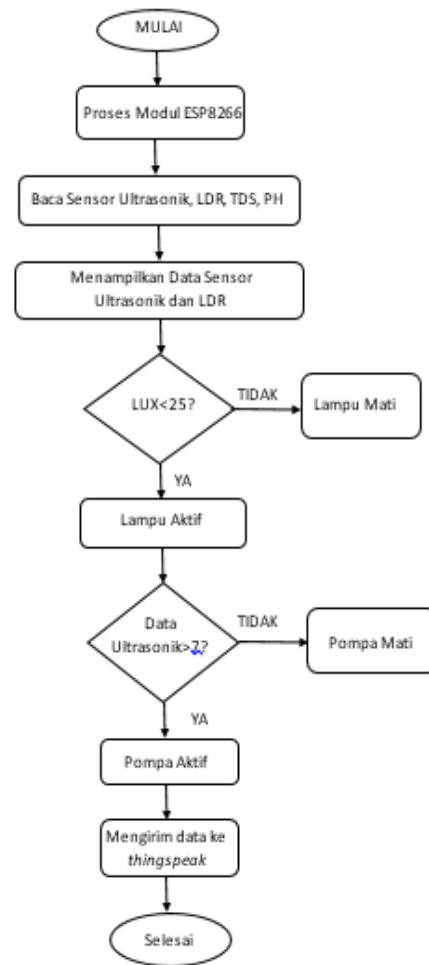 MULAI
Proses Modul ESP8266
Baca Sensor Ultrasonik, LDR, TDS, PH
Menampilkan Data Sensor
Ultrasonik dan LDR
LUX<25?
TIDAK
Lampu Mati
YA
Lampu Aktif
Data
Ultrasonik>7?
TIDAK
Pompa Mati
YA
Pompa Aktif
Mengirim data ke
thingspeak
Selesai